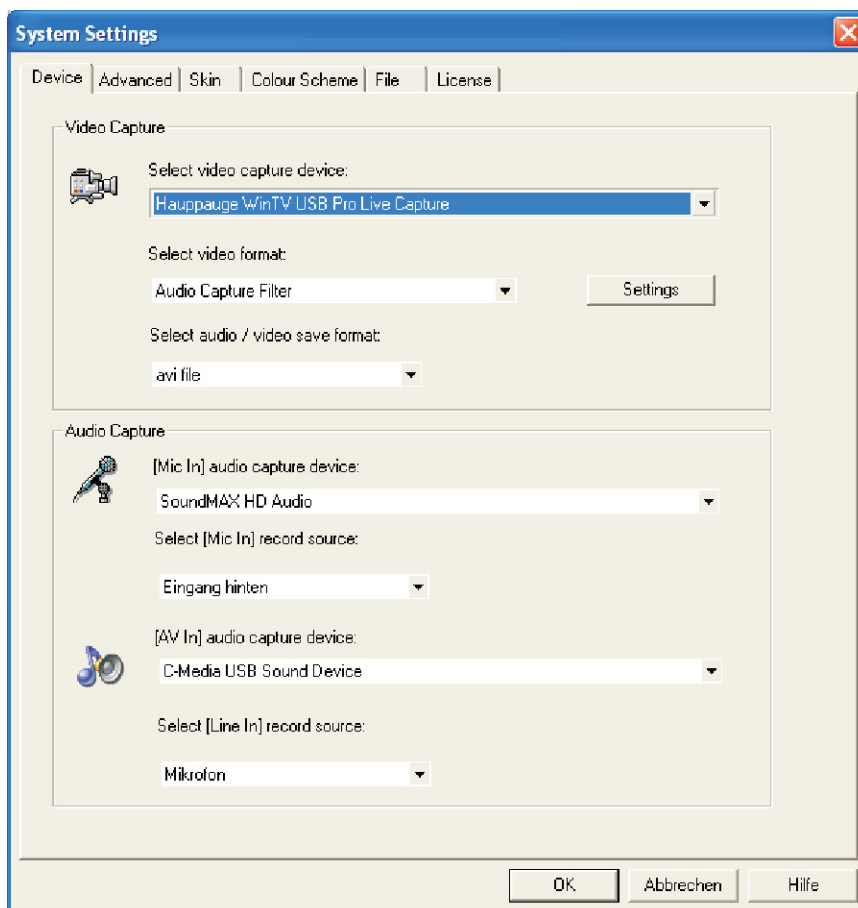 System Settings
Device Advanced Skin Colour Scheme File License
Video Capture
Select video capture device:
Hauppauge WinTV USB Pro Live Capture
Select video format:
Audio Capture Filter
Settings
Select audio / video save format:
avi file
Audio Capture
[Mic In] audio capture device:
SoundMAX HD Audio
Select [Mic In] record source:
Eingang hinten
[AV In] audio capture device:
C-Media USB Sound Device
Select [Line In] record source:
Mikrofon
OK Abbrechen Hilfe